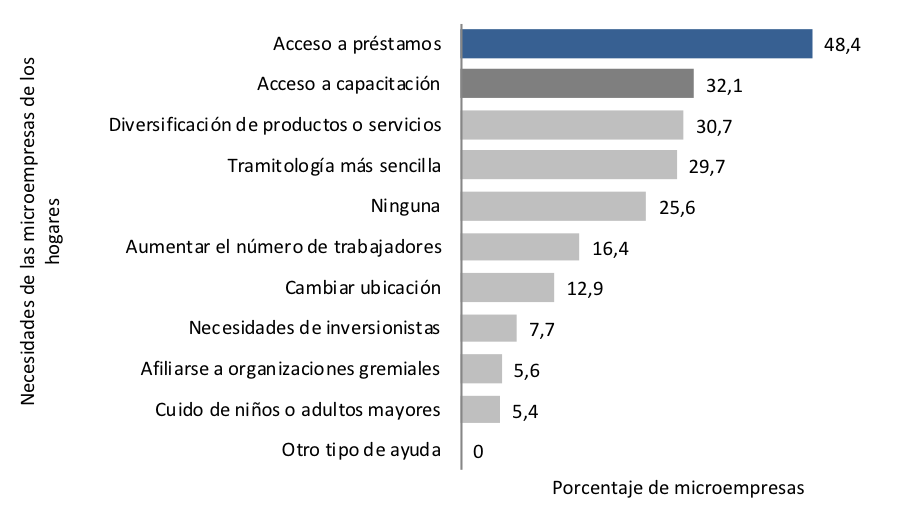 Necesidades de las microempresas de los
hogares
Acceso a préstamos 48,4
Acceso a capacitación 32,1
Diversificación de productos o servicios 30,7
Tramitología más sencilla 29,7
Ninguna 25,6
Aumentar el número de trabajadores 16,4
Cambiar ubicación 12,9
Necesidades de inversionistas 7,7
Afiliarse a organizaciones gremiales 5,6
Cuido de niños o adultos mayores 5,4
Otro tipo de ayuda 0
Porcentaje de microempresas